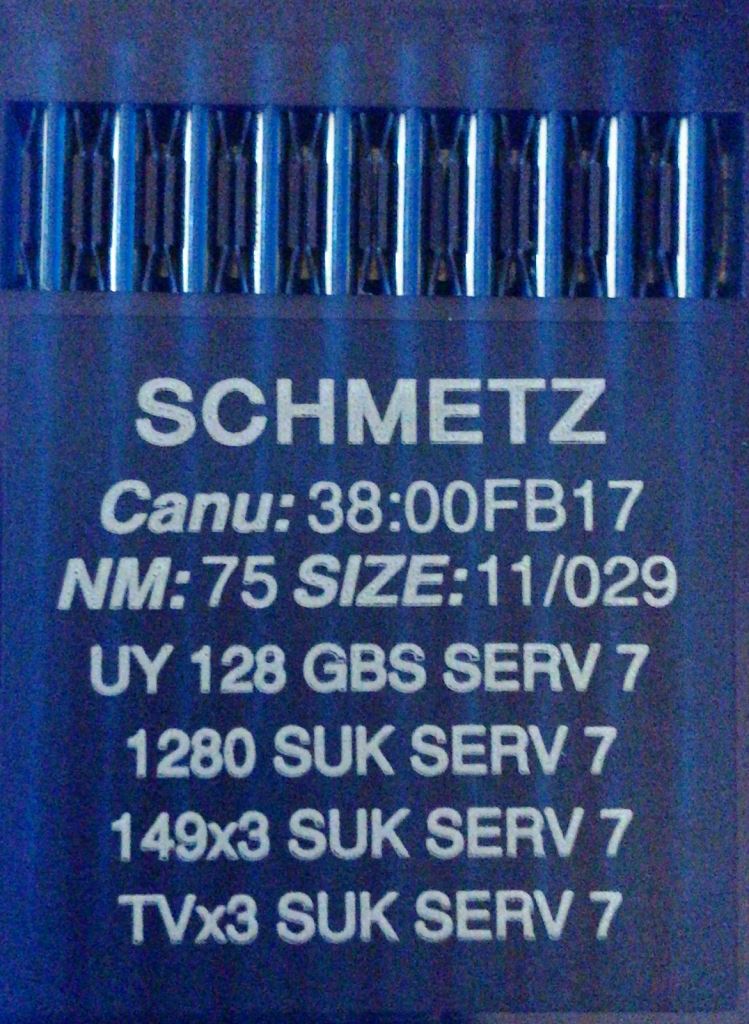 SCHMETZ
Canu: 38:00FB17
NM: 75 SIZE: 11/029
UY 128 GBS SERV 7
1280 SUK SERV 7
149x3 SUK SERV 7
TVx3 SUK SERV 7